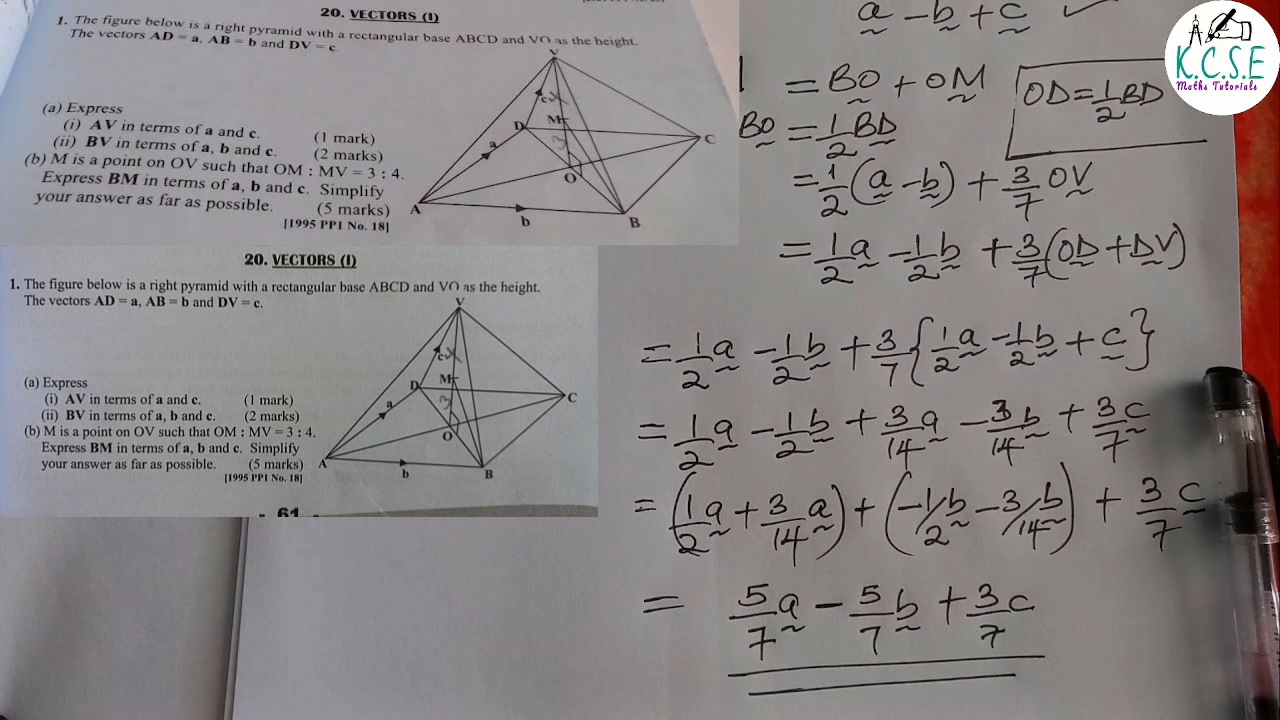 20. VECTORS (I)
1. The figure below is a right pyramid with a rectangular base ABCD and VO as the height.
The vectors AD = a, AB = b and DV = c.
(a) Express
(i) AV in terms of a and c. (1 mark)
(ii) BV in terms of a, b and c. (2 marks)
(b) M is a point on OV such that OM : MV = 3 : 4.
Express BM in terms of a, b and c. Simplify
your answer as far as possible. (5 marks)
[1995 PP1 No. 18]
V
c
M
D
C
a
3
O
A
b
B
20. VECTORS (I)
1. The figure below is a right pyramid with a rectangular base ABCD and VO as the height.
The vectors AD = a, AB = b and DV = c.
(a) Express
(i) AV in terms of a and c. (1 mark)
(ii) BV in terms of a, b and c. (2 marks)
(b) M is a point on OV such that OM : MV = 3 : 4.
Express BM in terms of a, b and c. Simplify
your answer as far as possible. (5 marks)
[1995 PP1 No. 18]
V
c
M
D
C
a
3
O
A
b
B
- 61 -
a - b + c ✓
= BO + OM
OD = 1/2 BD
BO = 1/2 BD
= 1/2 (a - b) + 3/7 OV
= 1/2 a - 1/2 b + 3/7 (OD + DV)
= 1/2 a - 1/2 b + 3/7 {1/2 a - 1/2 b + c}
= 1/2 a - 1/2 b + 3/14 a - 3/14 b + 3/7 c
= (1/2 a + 3/14 a) + (-1/2 b - 3/14 b) + 3/7 c
= 5/7 a - 5/7 b + 3/7 c
K.C.S.E
Maths Tutorials